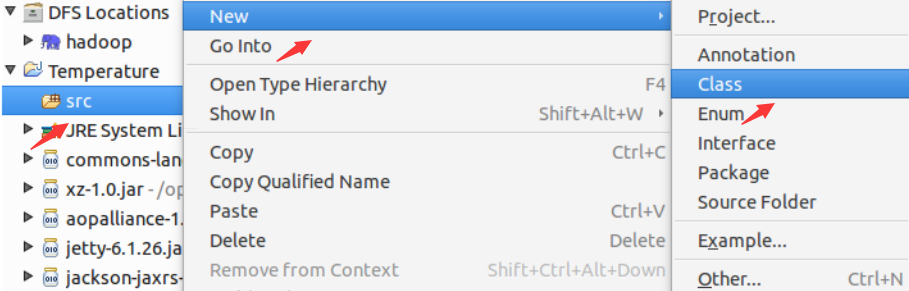 DFS Locations
hadoop
Temperature
src
JRE System Li
commons-lan
xz-1.0.jar - /op
aopalliance-1.
jetty-6.1.26.ja
jackson-jaxrs-
New
Go Into
Open Type Hierarchy F4
Show In Shift+Alt+W
Copy Ctrl+C
Copy Qualified Name
Paste Ctrl+V
Delete Delete
Remove from Context Shift+Ctrl+Alt+Down
Project...
Annotation
Class
Enum
Interface
Package
Source Folder
Example...
Other... Ctrl+N